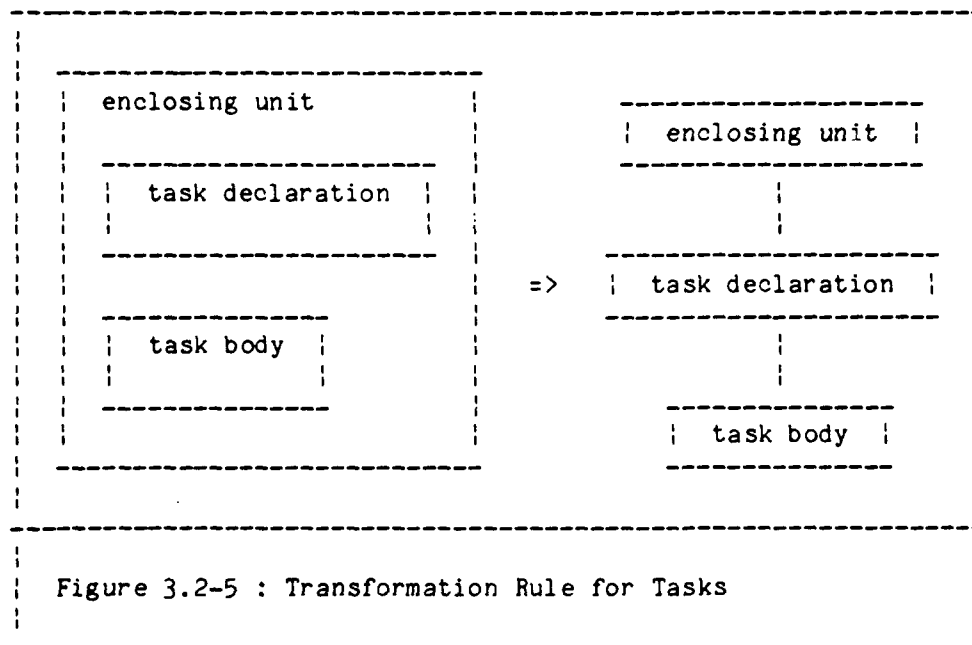 enclosing unit
task declaration
task body
=>
enclosing unit
task declaration
task body
Figure 3.2-5 : Transformation Rule for Tasks